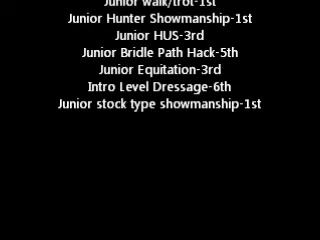 Junior walk/trot-1st
Junior Hunter Showmanship-1st
Junior HUS-3rd
Junior Bridle Path Hack-5th
Junior Equitation-3rd
Intro Level Dressage-6th
Junior stock type showmanship-1st